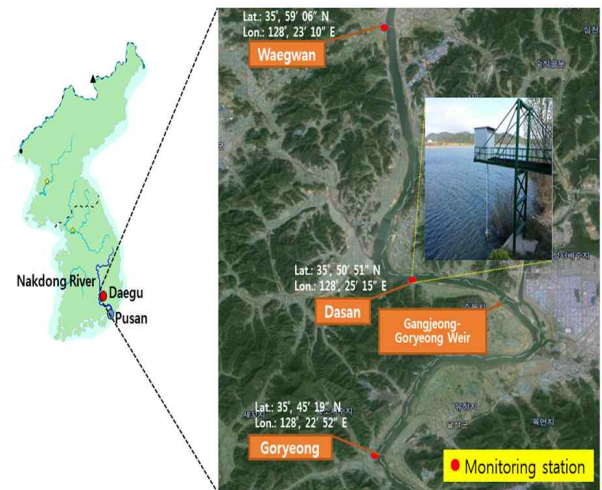 Lat.: 35˚, 59′ 06″ N
Lon.: 128˚, 23′ 10″ E
Waegwan
Nakdong River
Daegu
Pusan
Lat.: 35˚, 50′ 51″ N
Lon.: 128˚, 25′ 15″ E
Dasan
Gangjeong-
Goryeong Weir
Lat.: 35˚, 45′ 19″ N
Lon.: 128˚, 22′ 52″ E
Goryeong
Monitoring station